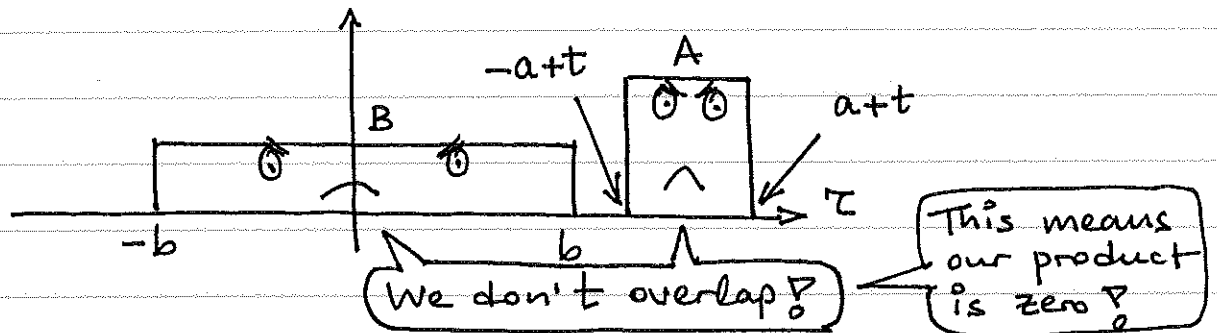 A
-a+t
a+t
B
τ
-b
b
We don't overlap!
This means
our product
is zero!